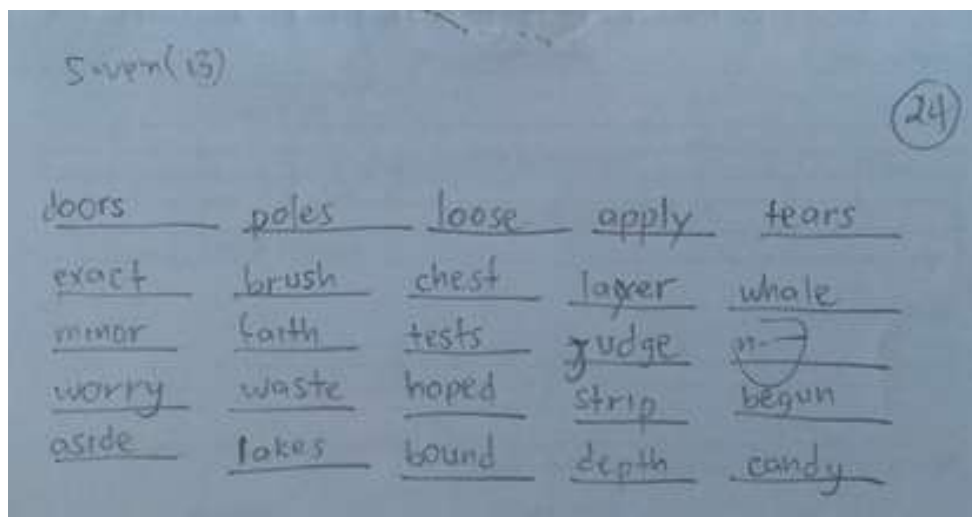 (13)
24
doors poles loose apply tears
exact brush chest layer whale
minor faith tests judge
worry waste hoped strip begun
aside lakes bound depth candy